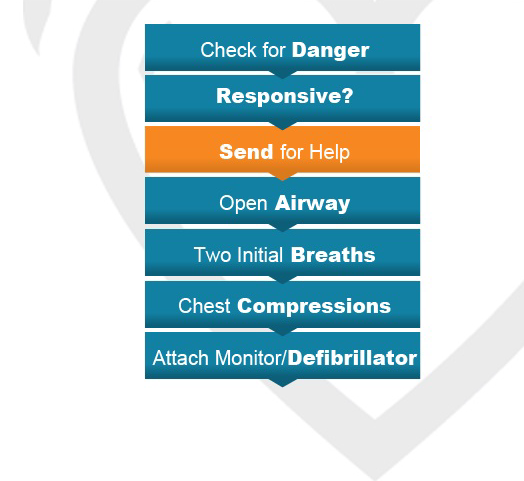 Check for Danger
Responsive?
Send for Help
Open Airway
Two Initial Breaths
Chest Compressions
Attach Monitor/Defibrillator